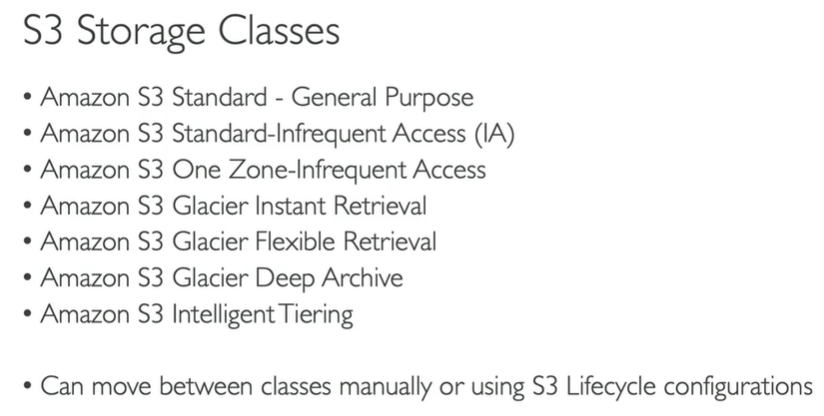 S3 Storage Classes
• Amazon S3 Standard - General Purpose
• Amazon S3 Standard-Infrequent Access (IA)
• Amazon S3 One Zone-Infrequent Access
• Amazon S3 Glacier Instant Retrieval
• Amazon S3 Glacier Flexible Retrieval
• Amazon S3 Glacier Deep Archive
• Amazon S3 Intelligent Tiering
• Can move between classes manually or using S3 Lifecycle configurations